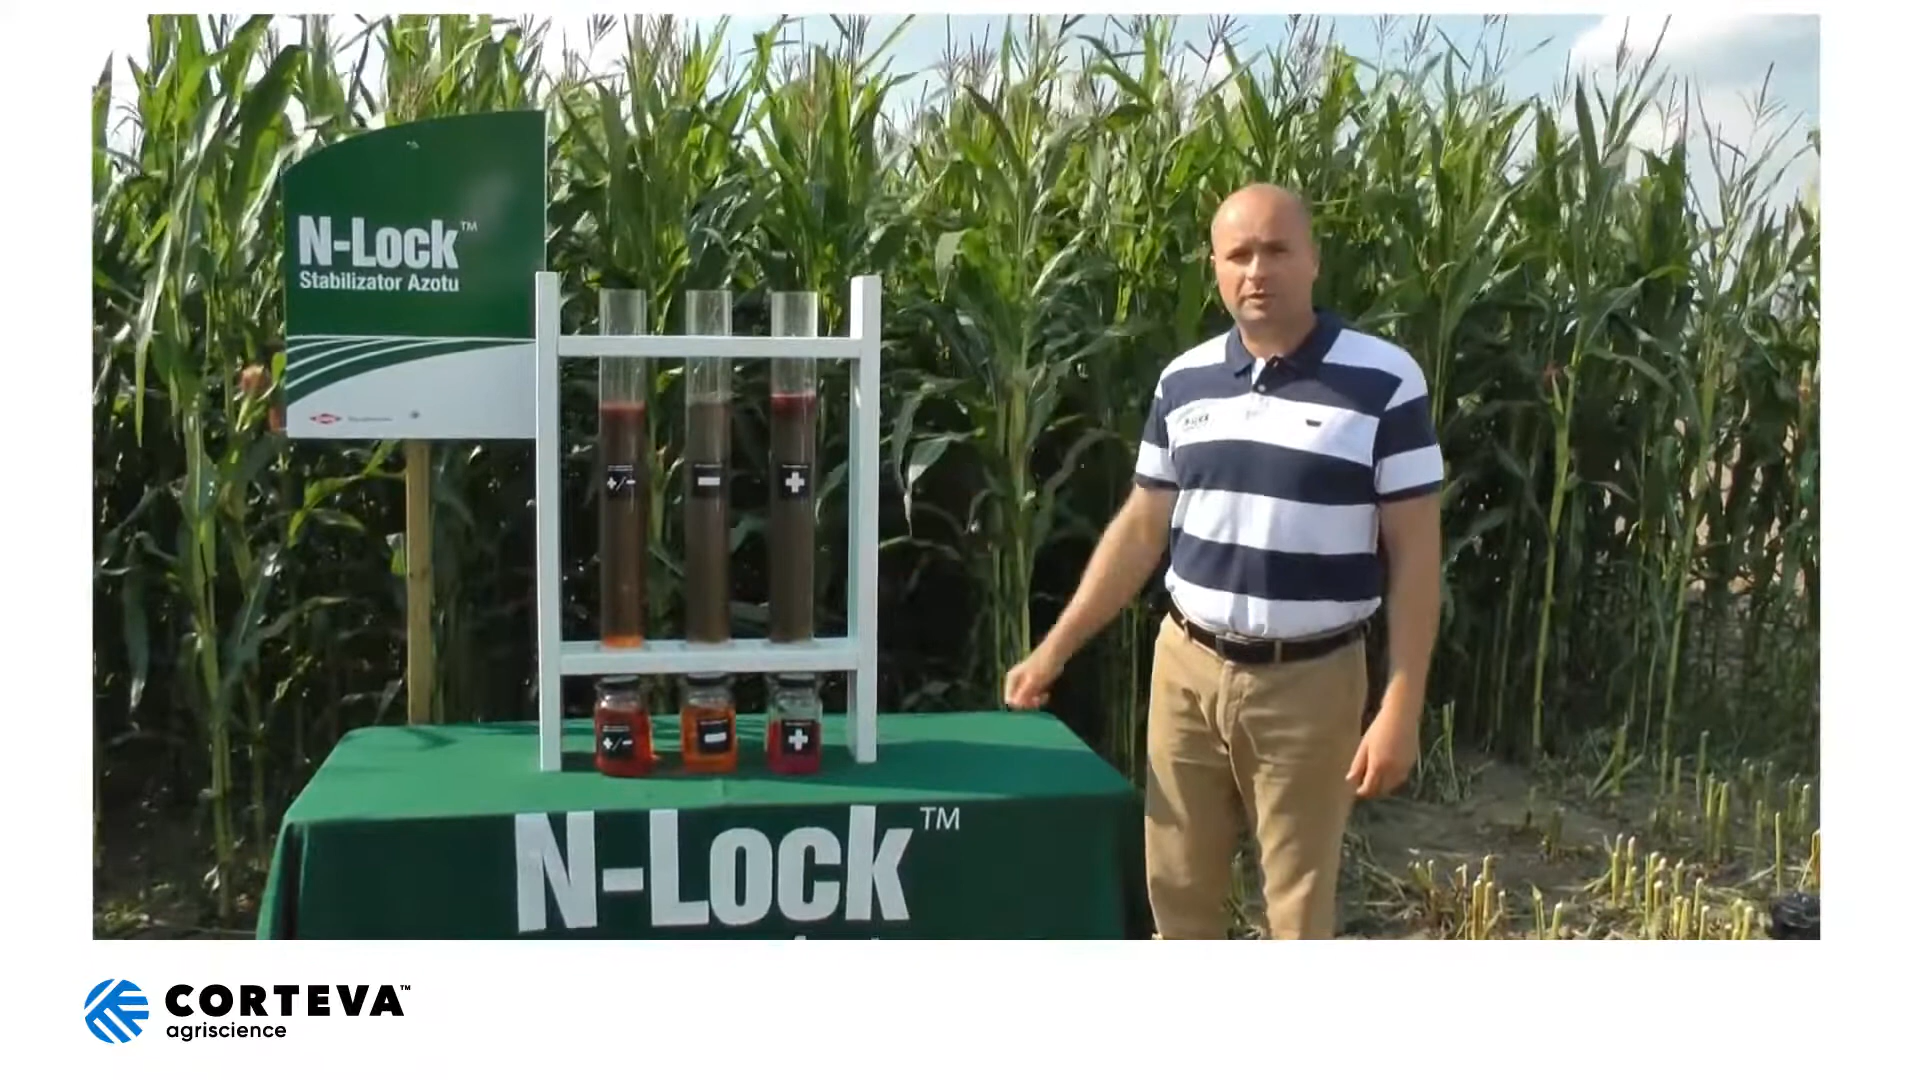 N-Lock™
Stabilizator Azotu
+/-
-
+
+/-
-
+
N-Lock™
CORTEVA™
agriscience